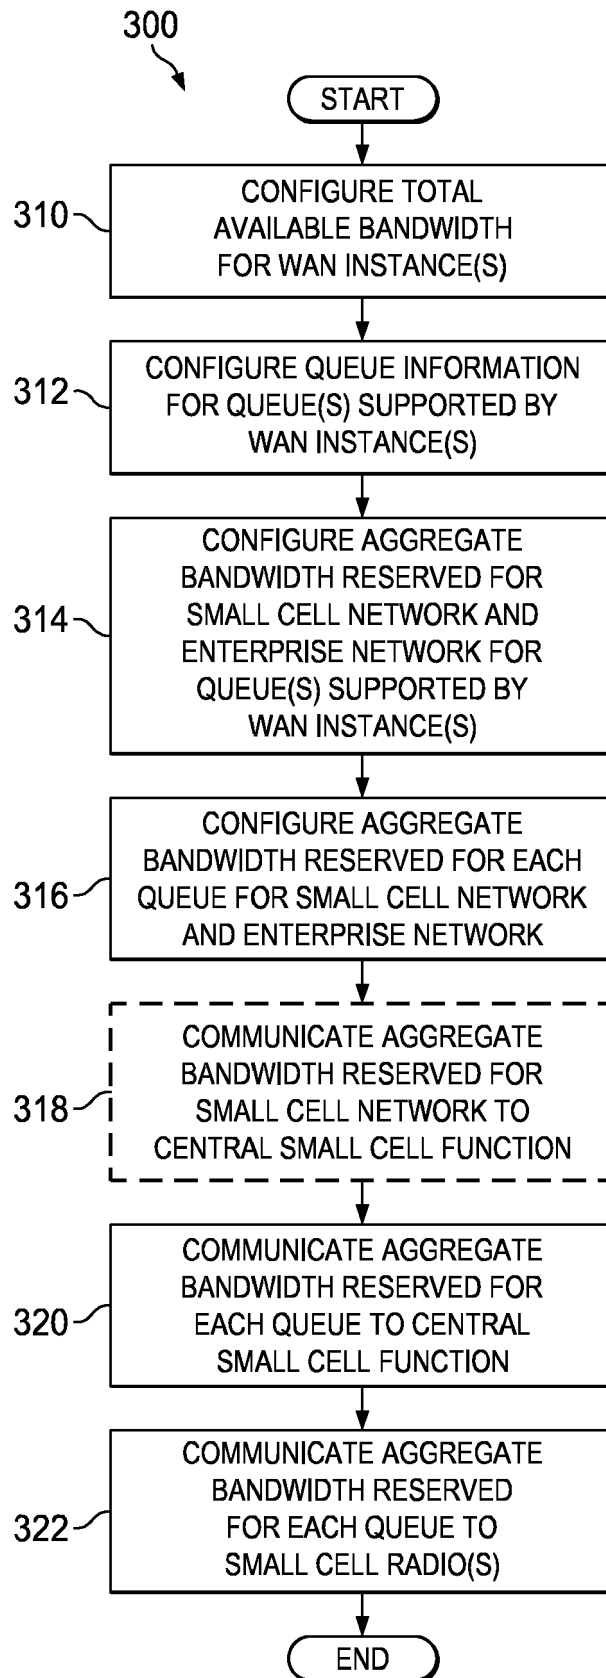 300
START
310
CONFIGURE TOTAL
AVAILABLE BANDWIDTH
FOR WAN INSTANCE(S)
312
CONFIGURE QUEUE INFORMATION
FOR QUEUE(S) SUPPORTED BY
WAN INSTANCE(S)
314
CONFIGURE AGGREGATE
BANDWIDTH RESERVED FOR
SMALL CELL NETWORK AND
ENTERPRISE NETWORK FOR
QUEUE(S) SUPPORTED BY
WAN INSTANCE(S)
316
CONFIGURE AGGREGATE
BANDWIDTH RESERVED FOR EACH
QUEUE FOR SMALL CELL NETWORK
AND ENTERPRISE NETWORK
318
COMMUNICATE AGGREGATE
BANDWIDTH RESERVED FOR
SMALL CELL NETWORK TO
CENTRAL SMALL CELL FUNCTION
320
COMMUNICATE AGGREGATE
BANDWIDTH RESERVED FOR
EACH QUEUE TO CENTRAL
SMALL CELL FUNCTION
322
COMMUNICATE AGGREGATE
BANDWIDTH RESERVED
FOR EACH QUEUE TO
SMALL CELL RADIO(S)
END